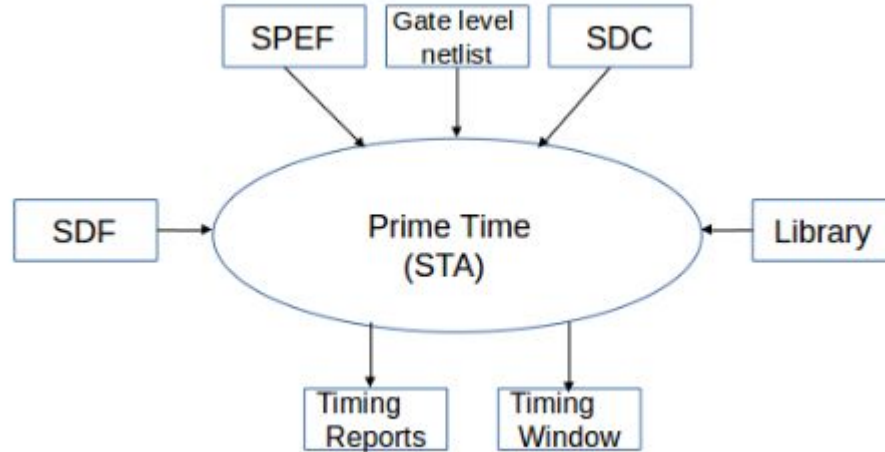 SPEF
Gate level
netlist
SDC
SDF
Prime Time
(STA)
Library
Timing
Reports
Timing
Window